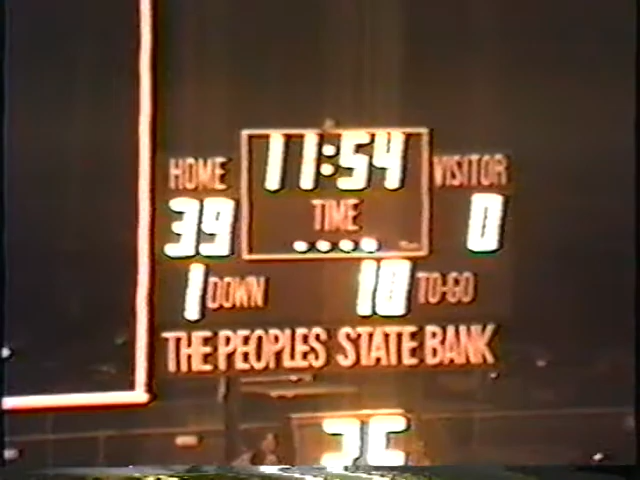 HOME 11:54 VISITOR
39 TIME 0
1 DOWN 10 TO-GO
THE PEOPLES STATE BANK